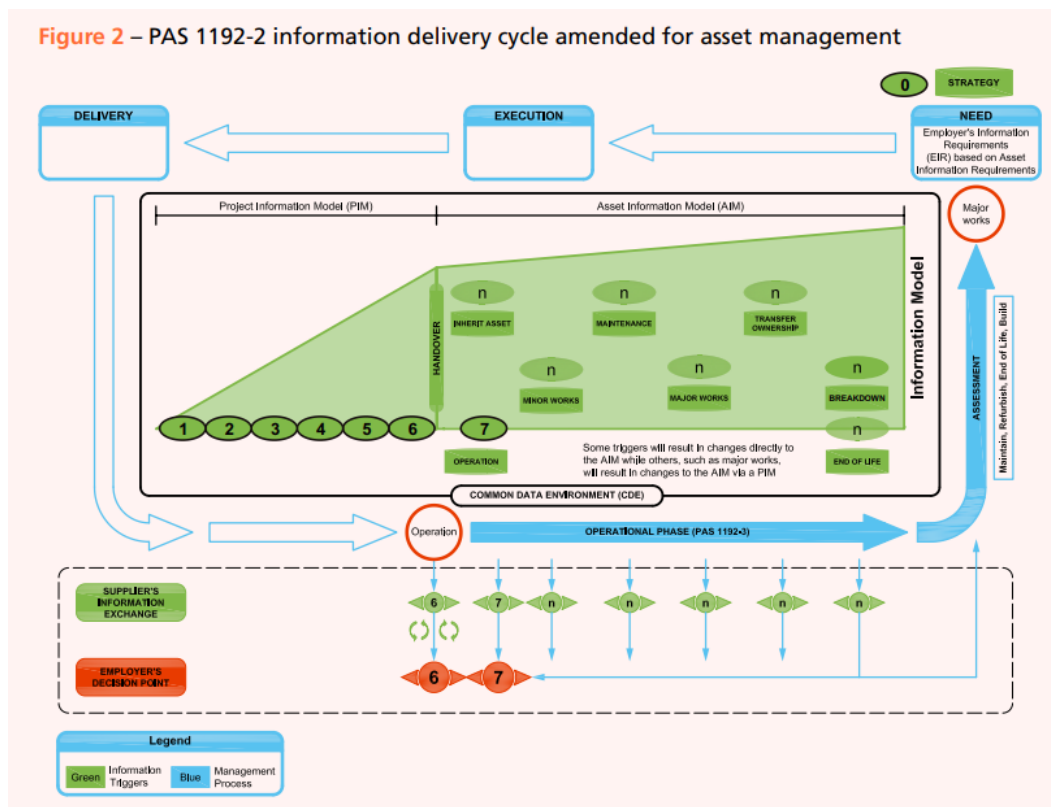 Figure 2 – PAS 1192-2 information delivery cycle amended for asset management
0
STRATEGY
DELIVERY
EXECUTION
NEED
Employer's Information
Requirements
(EIR) based on Asset
Information Requirements
Project Information Model (PIM)
Asset Information Model (AIM)
Major
works
n
INHERIT ASSET
n
MAINTENANCE
n
TRANSFER
OWNERSHIP
HANDOVER
n
MINOR WORKS
n
MAJOR WORKS
n
BREAKDOWN
Information Model
ASSESSMENT
Maintain, Refurbish, End of Life, Build
1
2
3
4
5
6
7
n
OPERATION
Some triggers will result in changes directly to
the AIM while others, such as major works,
will result in changes to the AIM via a PIM
END OF LIFE
COMMON DATA ENVIRONMENT (CDE)
Operation
OPERATIONAL PHASE (PAS 1192-3)
SUPPLIER'S
INFORMATION
EXCHANGE
6
7
n
n
n
n
n
EMPLOYER'S
DECISION POINT
6
7
Legend
Green
Information
Triggers
Blue
Management
Process